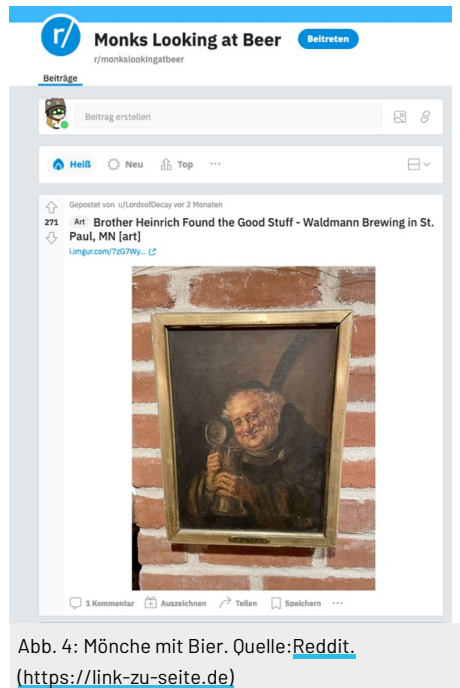 r/
Monks Looking at Beer
Beitreten
r/monkslookingatbeer
Beiträge
Beitrag erstellen
Heiß
Neu
Top
...
Gepostet von u/LordsofDecay vor 2 Monaten
271
Art Brother Heinrich Found the Good Stuff - Waldmann Brewing in St.
Paul, MN [art]
i.imgur.com/7zG7Wy...
1 Kommentar
Auszeichnen
Teilen
Speichern
...
Abb. 4: Mönche mit Bier. Quelle:Reddit.
(https://link-zu-seite.de)